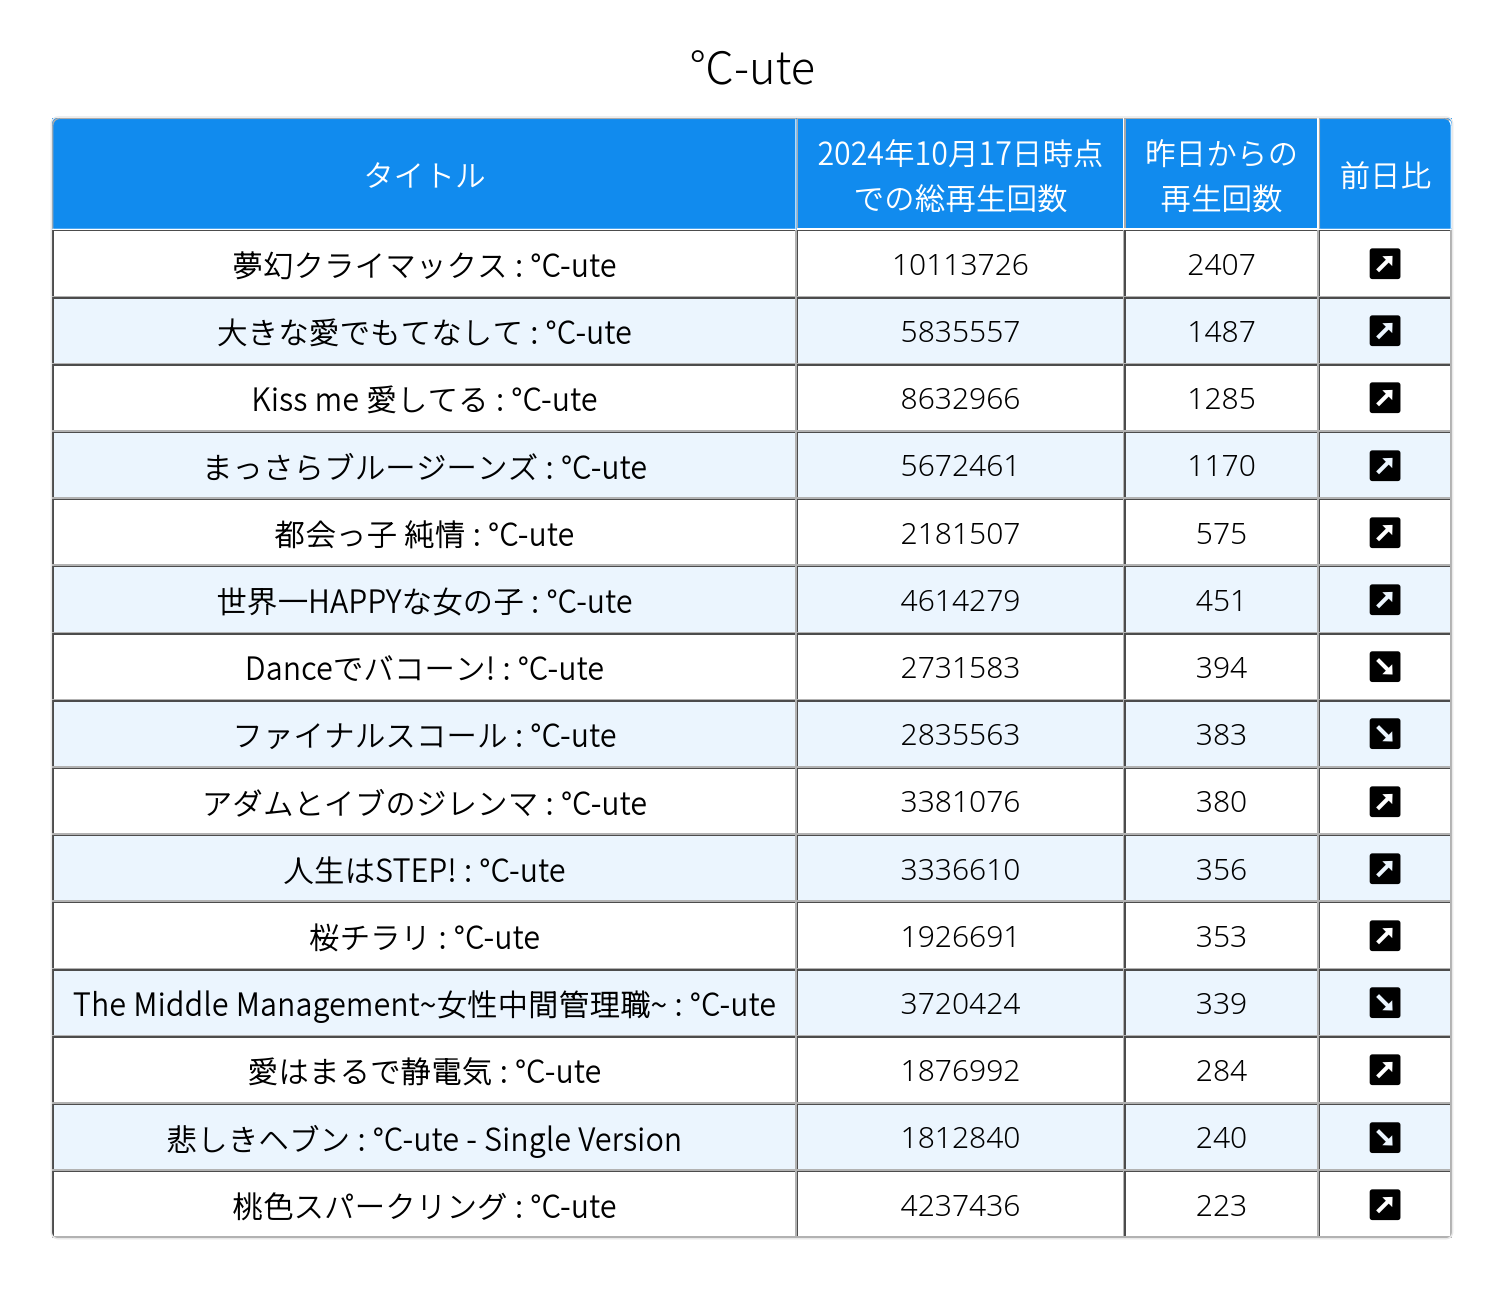 ℃-ute
タイトル 2024年10月17日時点での総再生回数 昨日からの再生回数 前日比
夢幻クライマックス : ℃-ute 10113726 2407 ↗
大きな愛でもてなして : ℃-ute 5835557 1487 ↗
Kiss me 愛してる : ℃-ute 8632966 1285 ↗
まっさらブルージーンズ : ℃-ute 5672461 1170 ↗
都会っ子 純情 : ℃-ute 2181507 575 ↗
世界一HAPPYな女の子 : ℃-ute 4614279 451 ↗
Danceでバコーン! : ℃-ute 2731583 394 ↘
ファイナルスコール : ℃-ute 2835563 383 ↘
アダムとイブのジレンマ : ℃-ute 3381076 380 ↗
人生はSTEP! : ℃-ute 3336610 356 ↗
桜チラリ : ℃-ute 1926691 353 ↗
The Middle Management~女性中間管理職~ : ℃-ute 3720424 339 ↘
愛はまるで静電気 : ℃-ute 1876992 284 ↗
悲しきヘブン : ℃-ute - Single Version 1812840 240 ↘
桃色スパークリング : ℃-ute 4237436 223 ↗